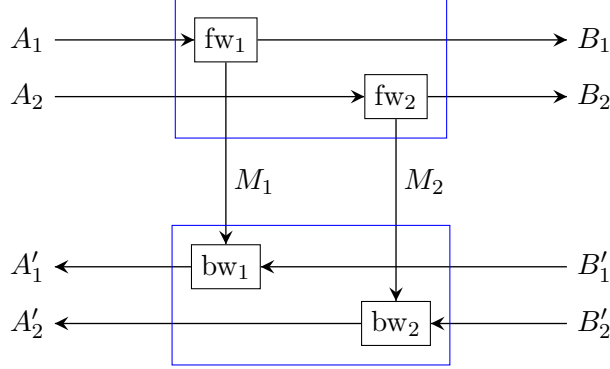 A₁ fw₁ B₁
A₂ fw₂ B₂
M₁ M₂
A′₁ bw₁ B′₁
A′₂ bw₂ B′₂